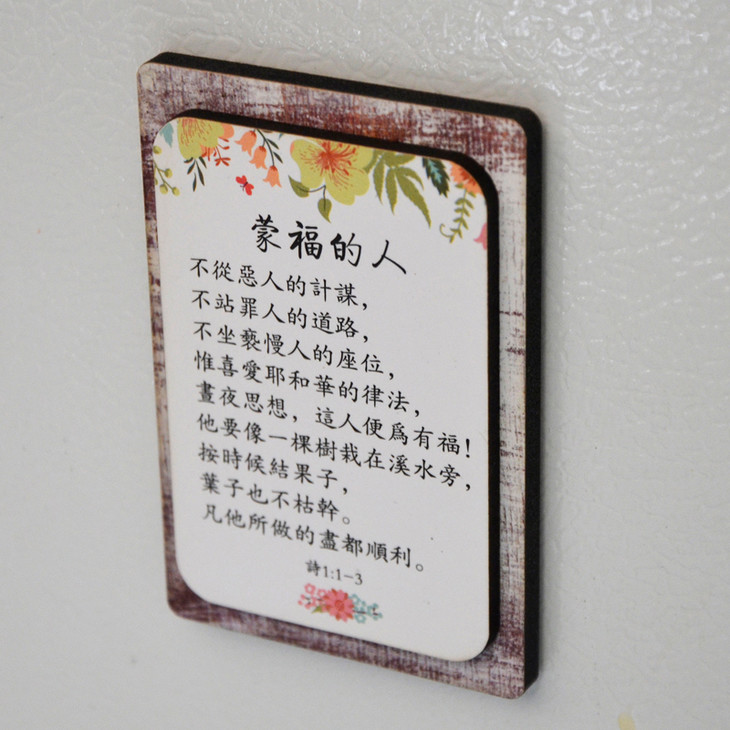 蒙福的人
不從惡人的計謀，
不站罪人的道路，
不坐褻慢人的座位，
惟喜愛耶和華的律法，
晝夜思想，這人便爲有福！
他要像一棵樹栽在溪水旁，
按時候結果子，
葉子也不枯幹。
凡他所做的盡都順利。
詩1:1-3